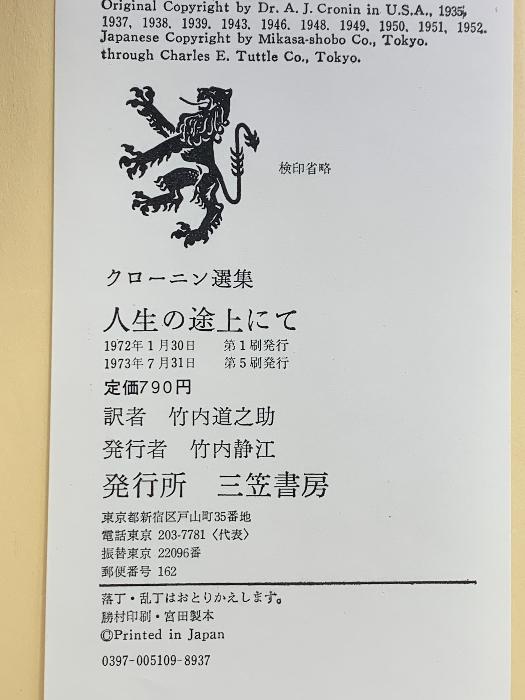 Original Copyright by Dr. A. J. Cronin in U.S.A., 1935,
1937, 1938. 1939. 1943. 1946. 1948. 1949. 1950, 1951, 1952.
Japanese Copyright by Mikasa-shobo Co., Tokyo.
through Charles E. Tuttle Co., Tokyo.
検印省略
クローニン選集
人生の途上にて
1972年1月30日 第1刷発行
1973年7月31日 第5刷発行
定価790円
訳者 竹内道之助
発行者 竹内静江
発行所 三笠書房
東京都新宿区戸山町35番地
電話東京 203-7781〈代表〉
振替東京 22096番
郵便番号 162
落丁・乱丁はおとりかえします。
勝村印刷・宮田製本
©Printed in Japan
0397-005109-8937